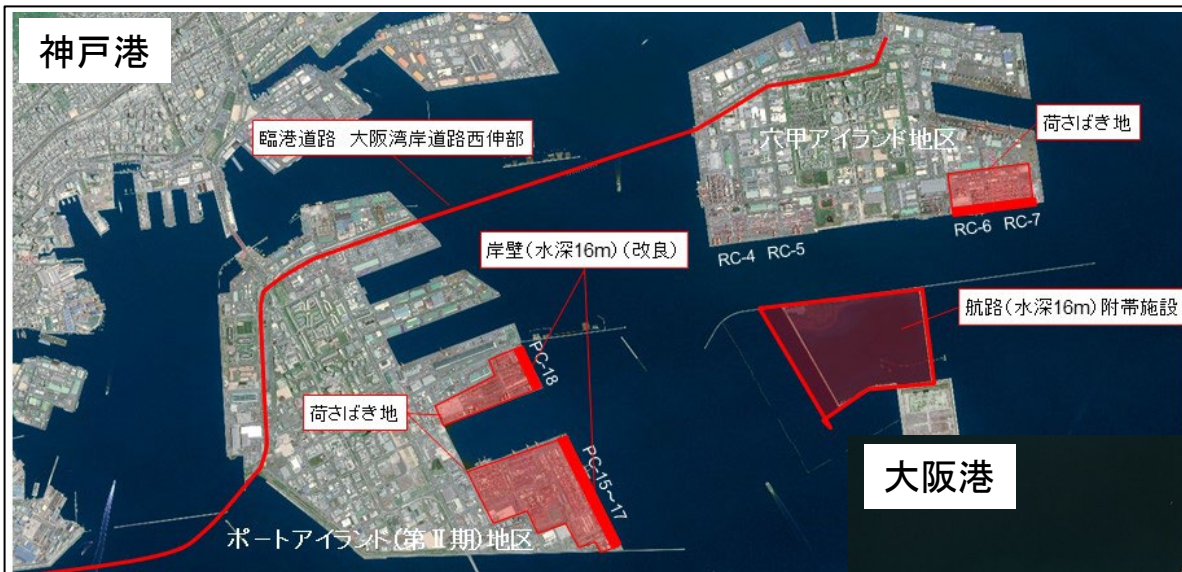 神戸港
臨港道路 大阪湾岸道路西伸部
六甲アイランド地区
荷さばき地
RC-4 RC-5
RC-6 RC-7
岸壁(水深16m)(改良)
航路(水深16m)附帯施設
PC-18
荷さばき地
PC-15~17
大阪港
ポートアイランド(第Ⅱ期)地区